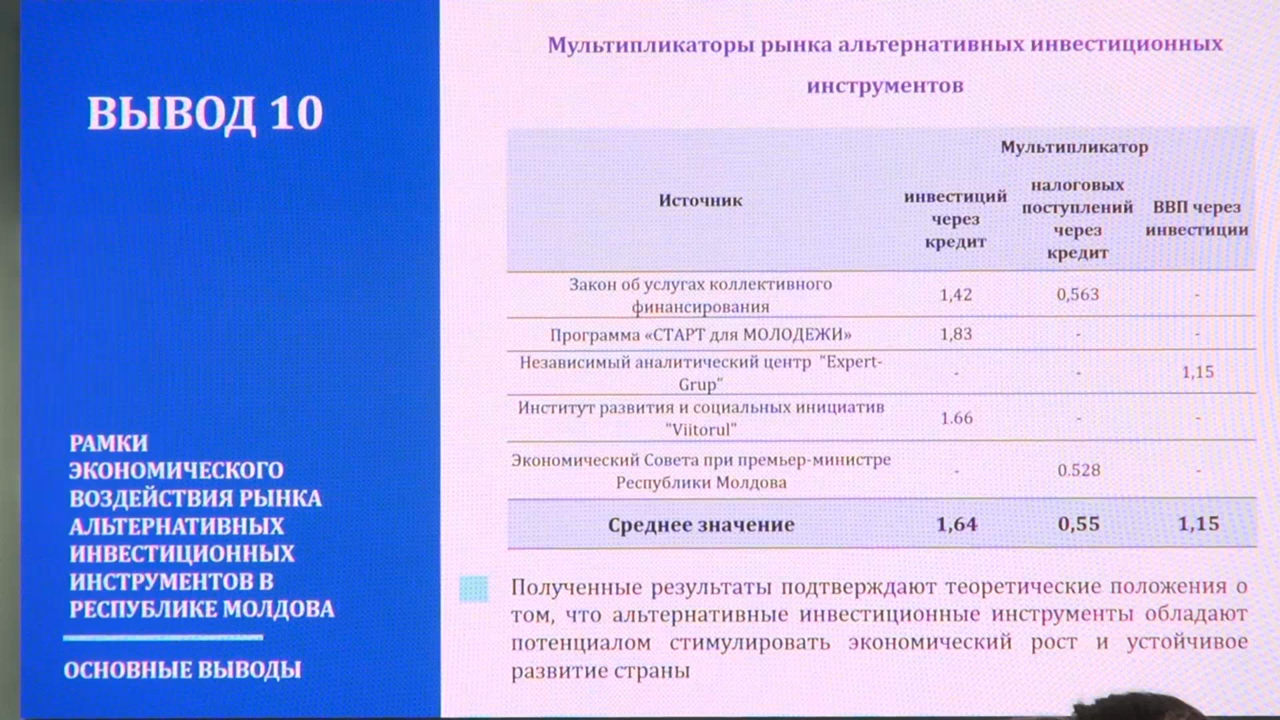 ВЫВОД 10
РАМКИ
ЭКОНОМИЧЕСКОГО
ВОЗДЕЙСТВИЯ РЫНКА
АЛЬТЕРНАТИВНЫХ
ИНВЕСТИЦИОННЫХ
ИНСТРУМЕНТОВ В
РЕСПУБЛИКЕ МОЛДОВА
ОСНОВНЫЕ ВЫВОДЫ
Мультипликаторы рынка альтернативных инвестиционных
инструментов
Мультипликатор
Источник
инвестиций
через
кредит
налоговых
поступлений
через
кредит
ВВП через
инвестиции
Закон об услугах коллективного
финансирования
1,42 0,563 -
Программа «СТАРТ для МОЛОДЕЖИ» 1,83 - -
Независимый аналитический центр "Expert-
Grup"
- - 1,15
Институт развития и социальных инициатив
"Viitorul"
1.66 - -
Экономический Совета при премьер-министре
Республики Молдова
- 0.528 -
Среднее значение 1,64 0,55 1,15
Полученные результаты подтверждают теоретические положения о
том, что альтернативные инвестиционные инструменты обладают
потенциалом стимулировать экономический рост и устойчивое
развитие страны